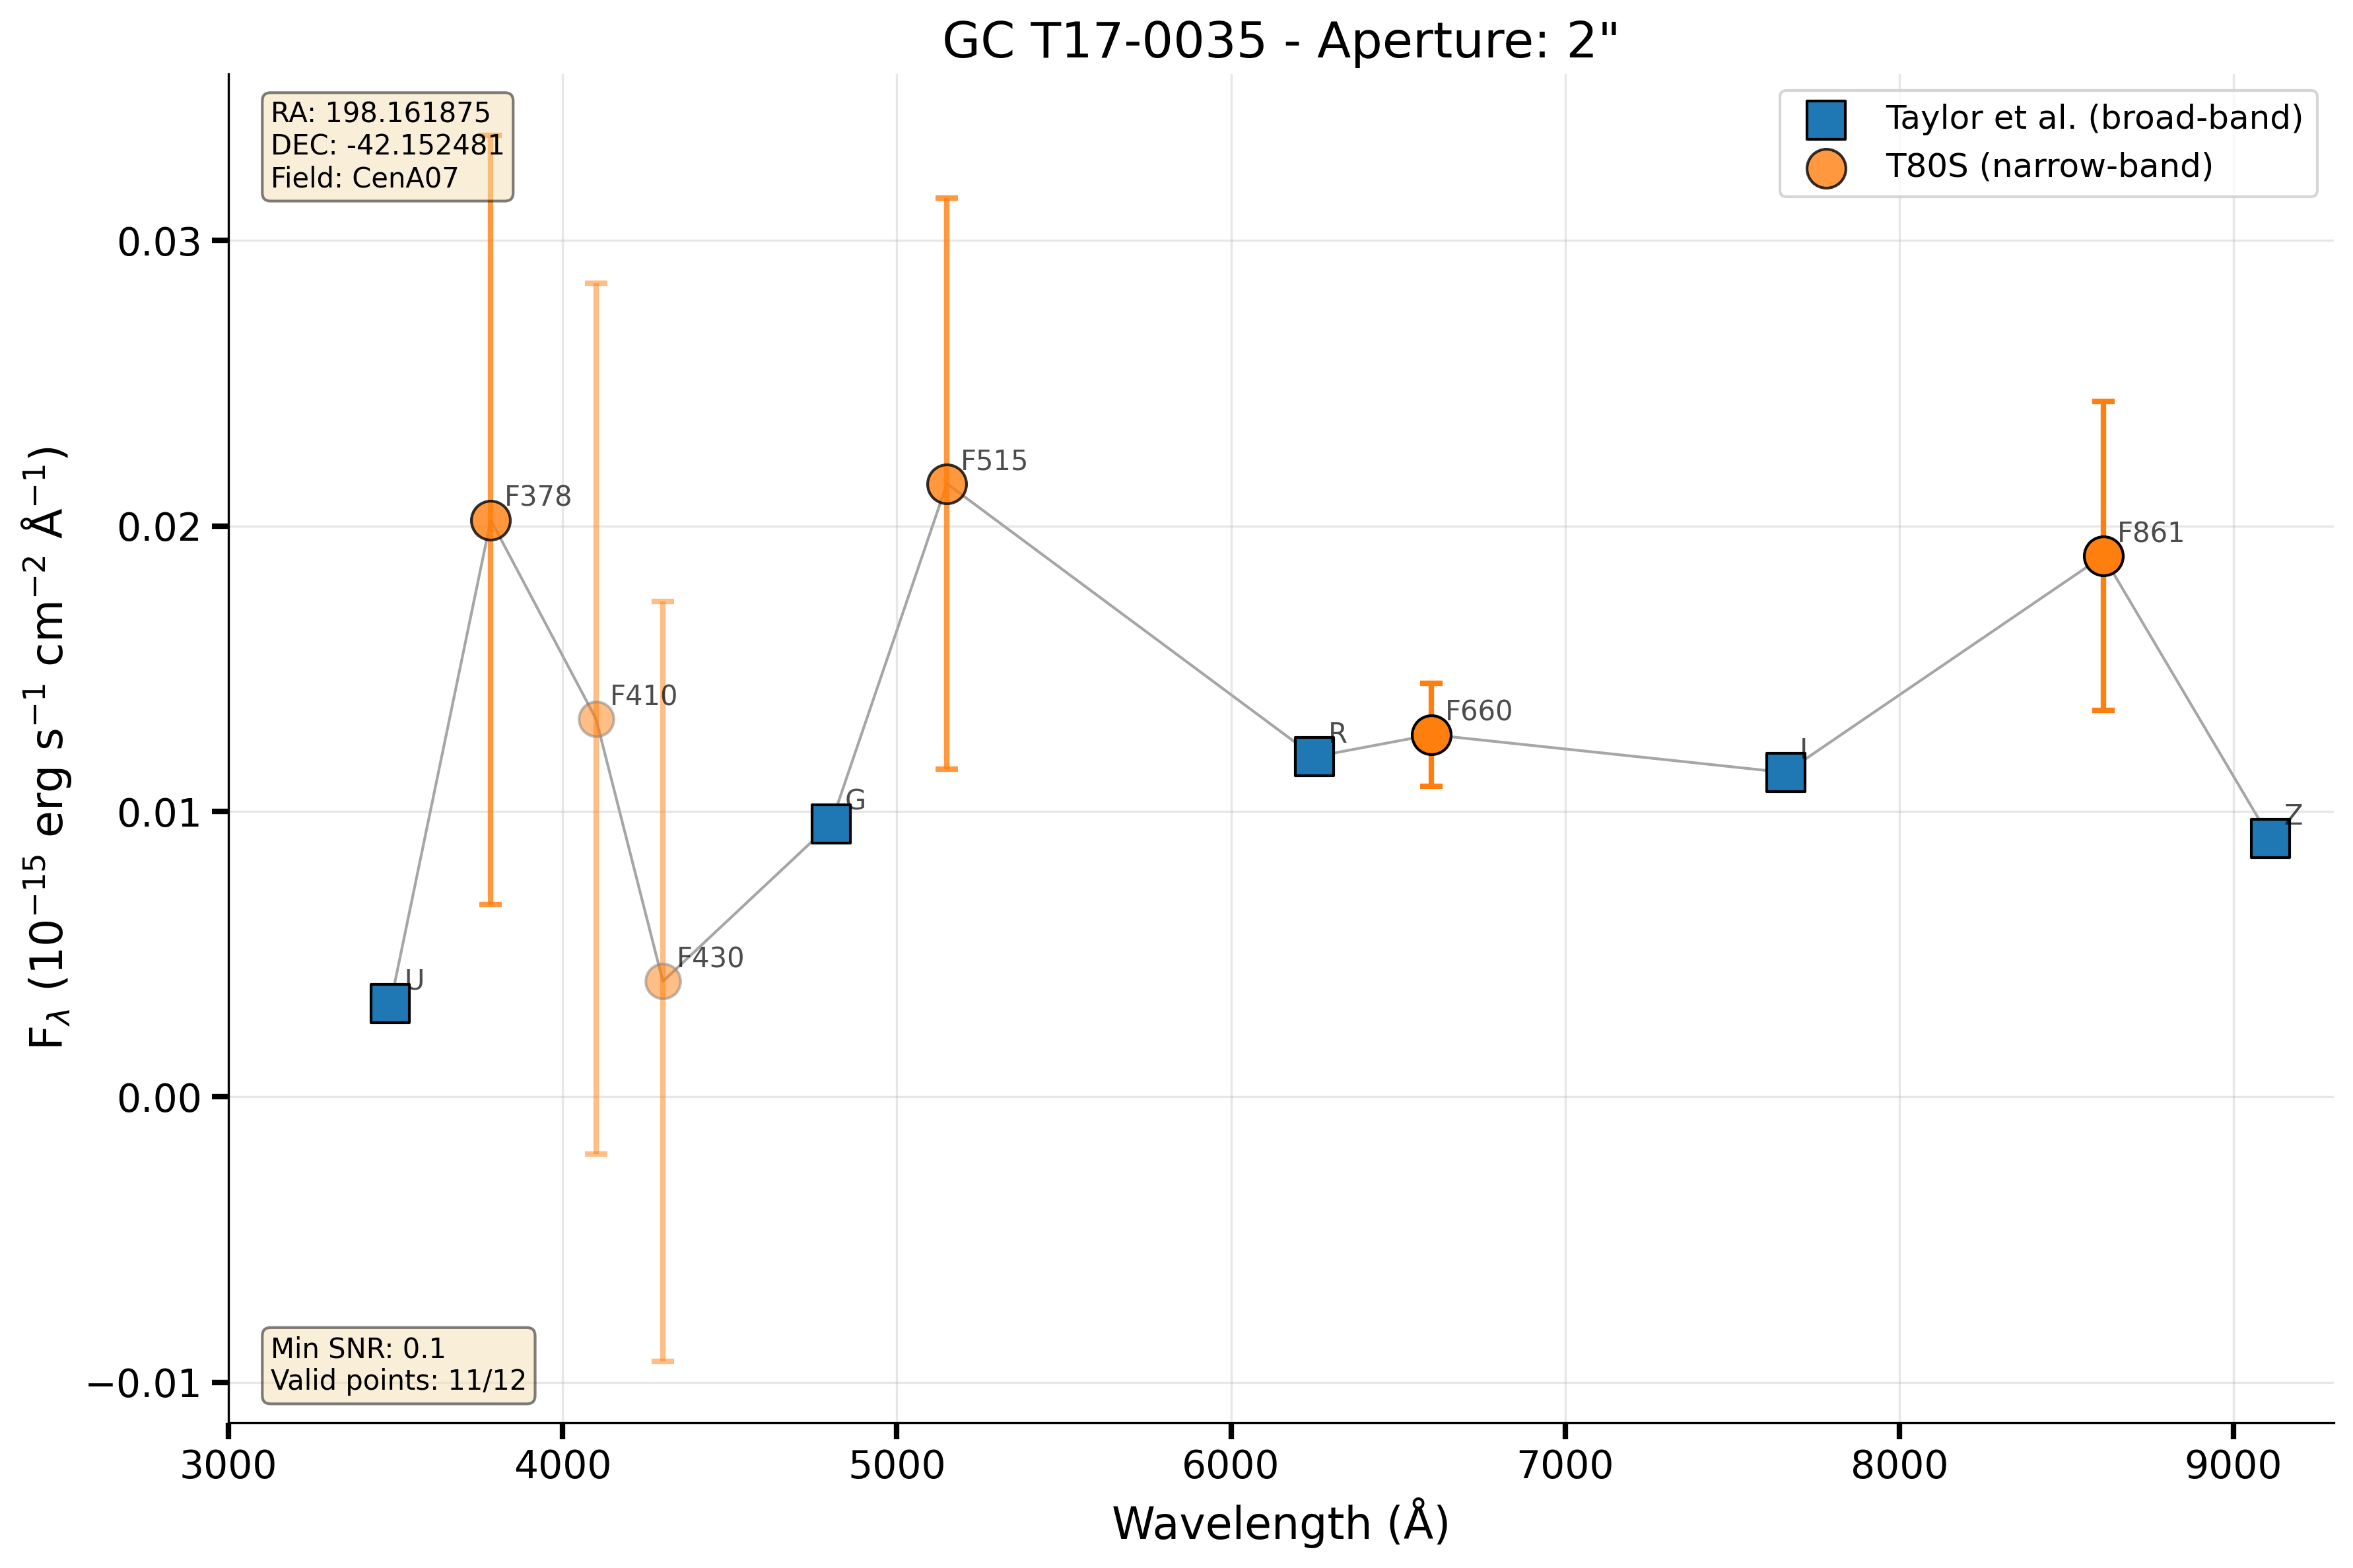 GC T17-0035 - Aperture: 2"
RA: 198.161875
DEC: -42.152481
Field: CenA07
Taylor et al. (broad-band)
T80S (narrow-band)
F_λ (10⁻¹⁵ erg s⁻¹ cm⁻² Å⁻¹)
0.03
0.02
0.01
0.00
−0.01
U
F378
F410
F430
G
F515
R
F660
I
F861
Z
Min SNR: 0.1
Valid points: 11/12
3000
4000
5000
6000
7000
8000
9000
Wavelength (Å)